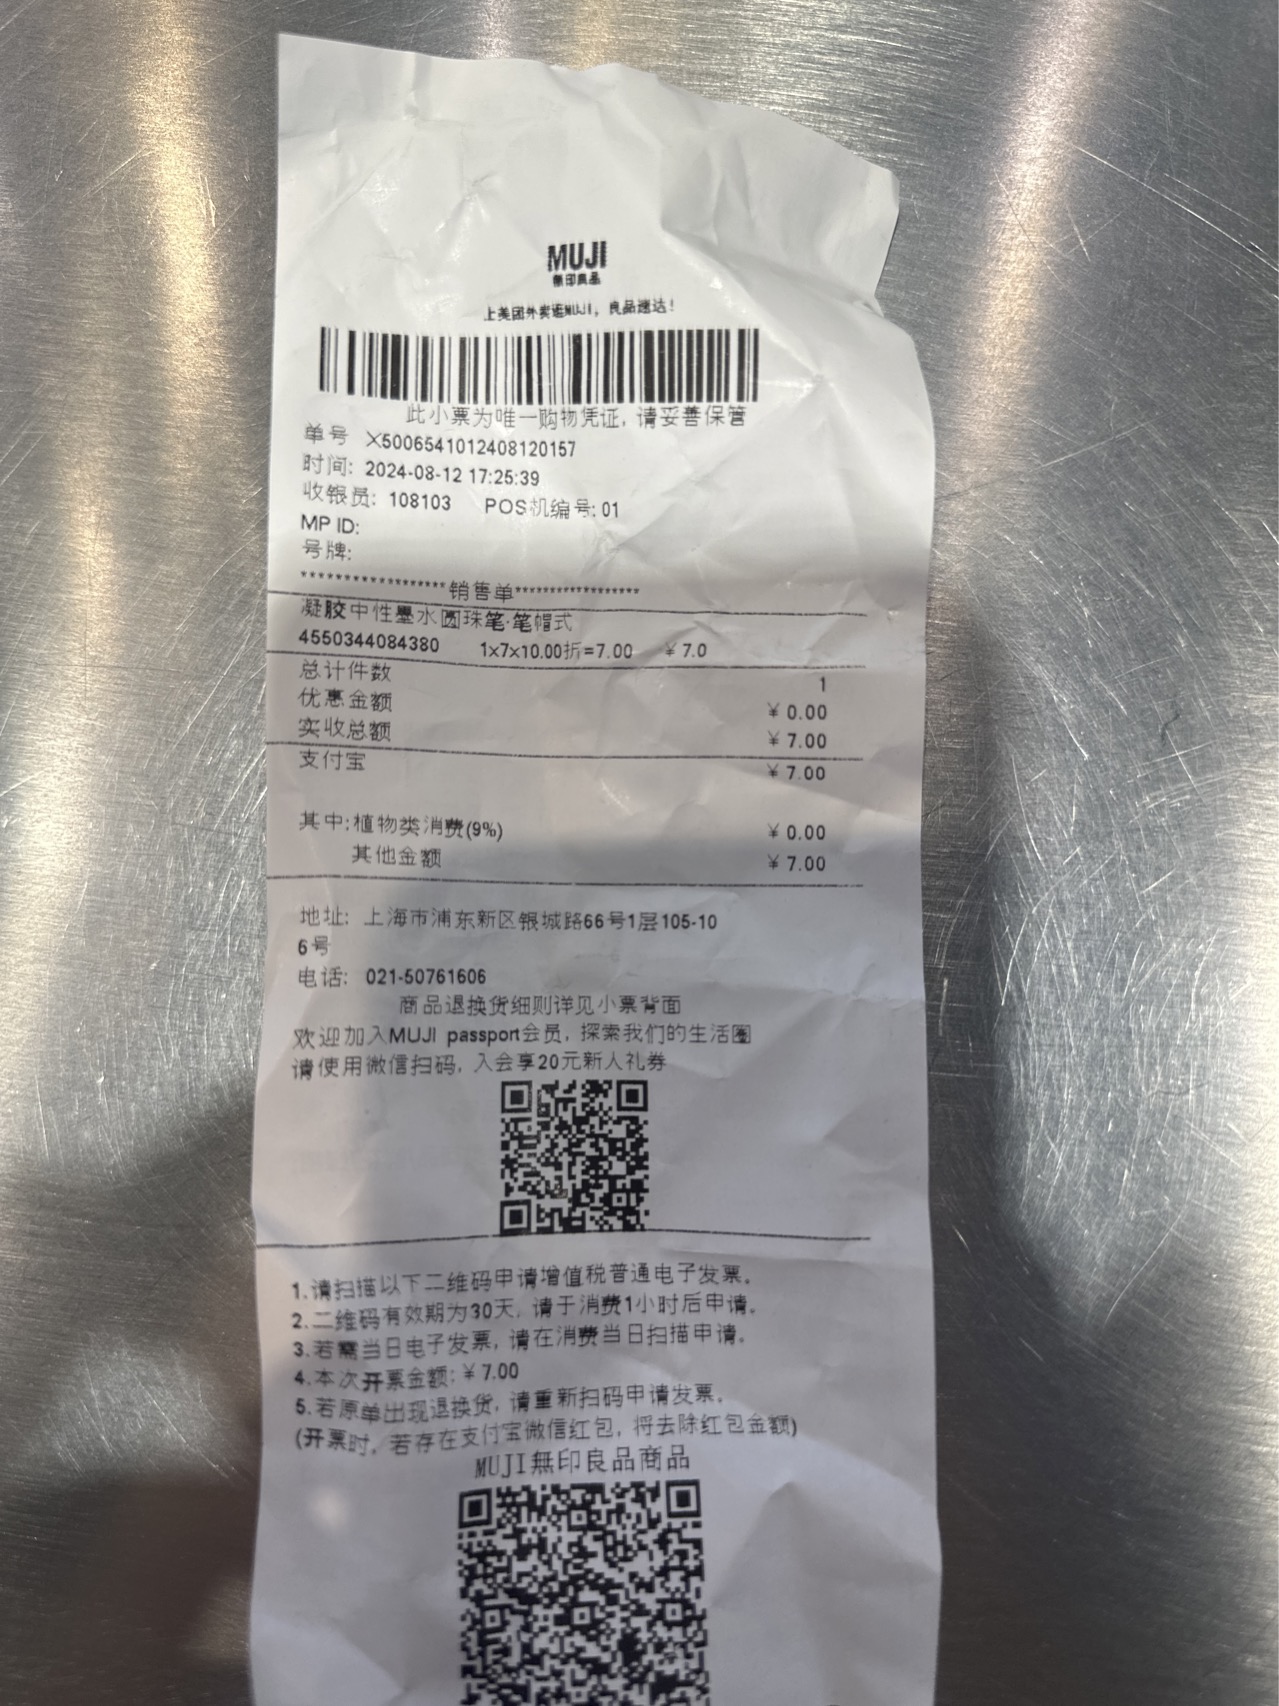 MUJI
無印良品
上美团外卖逛MUJI，良品速达！
此小票为唯一购物凭证，请妥善保管
单号 X5006541012408120157
时间: 2024-08-12 17:25:39
收银员: 108103 POS机编号: 01
MP ID:
号牌:
******************销售单******************
凝胶中性墨水圆珠笔·笔帽式
4550344084380 1x7x10.00折=7.00 ¥7.0
总计件数 1
优惠金额 ¥0.00
实收总额 ¥7.00
支付宝 ¥7.00
其中:植物类消费(9%) ¥0.00
其他金额 ¥7.00
地址: 上海市浦东新区银城路66号1层105-10
6号
电话: 021-50761606
商品退换货细则详见小票背面
欢迎加入MUJI passport会员，探索我们的生活圈
请使用微信扫码，入会享20元新人礼券
1.请扫描以下二维码申请增值税普通电子发票。
2.二维码有效期为30天，请于消费1小时后申请。
3.若需当日电子发票，请在消费当日扫描申请。
4.本次开票金额:¥7.00
5.若原单出现退换货，请重新扫码申请发票。
(开票时，若存在支付宝微信红包，将去除红包金额)
MUJI無印良品商品